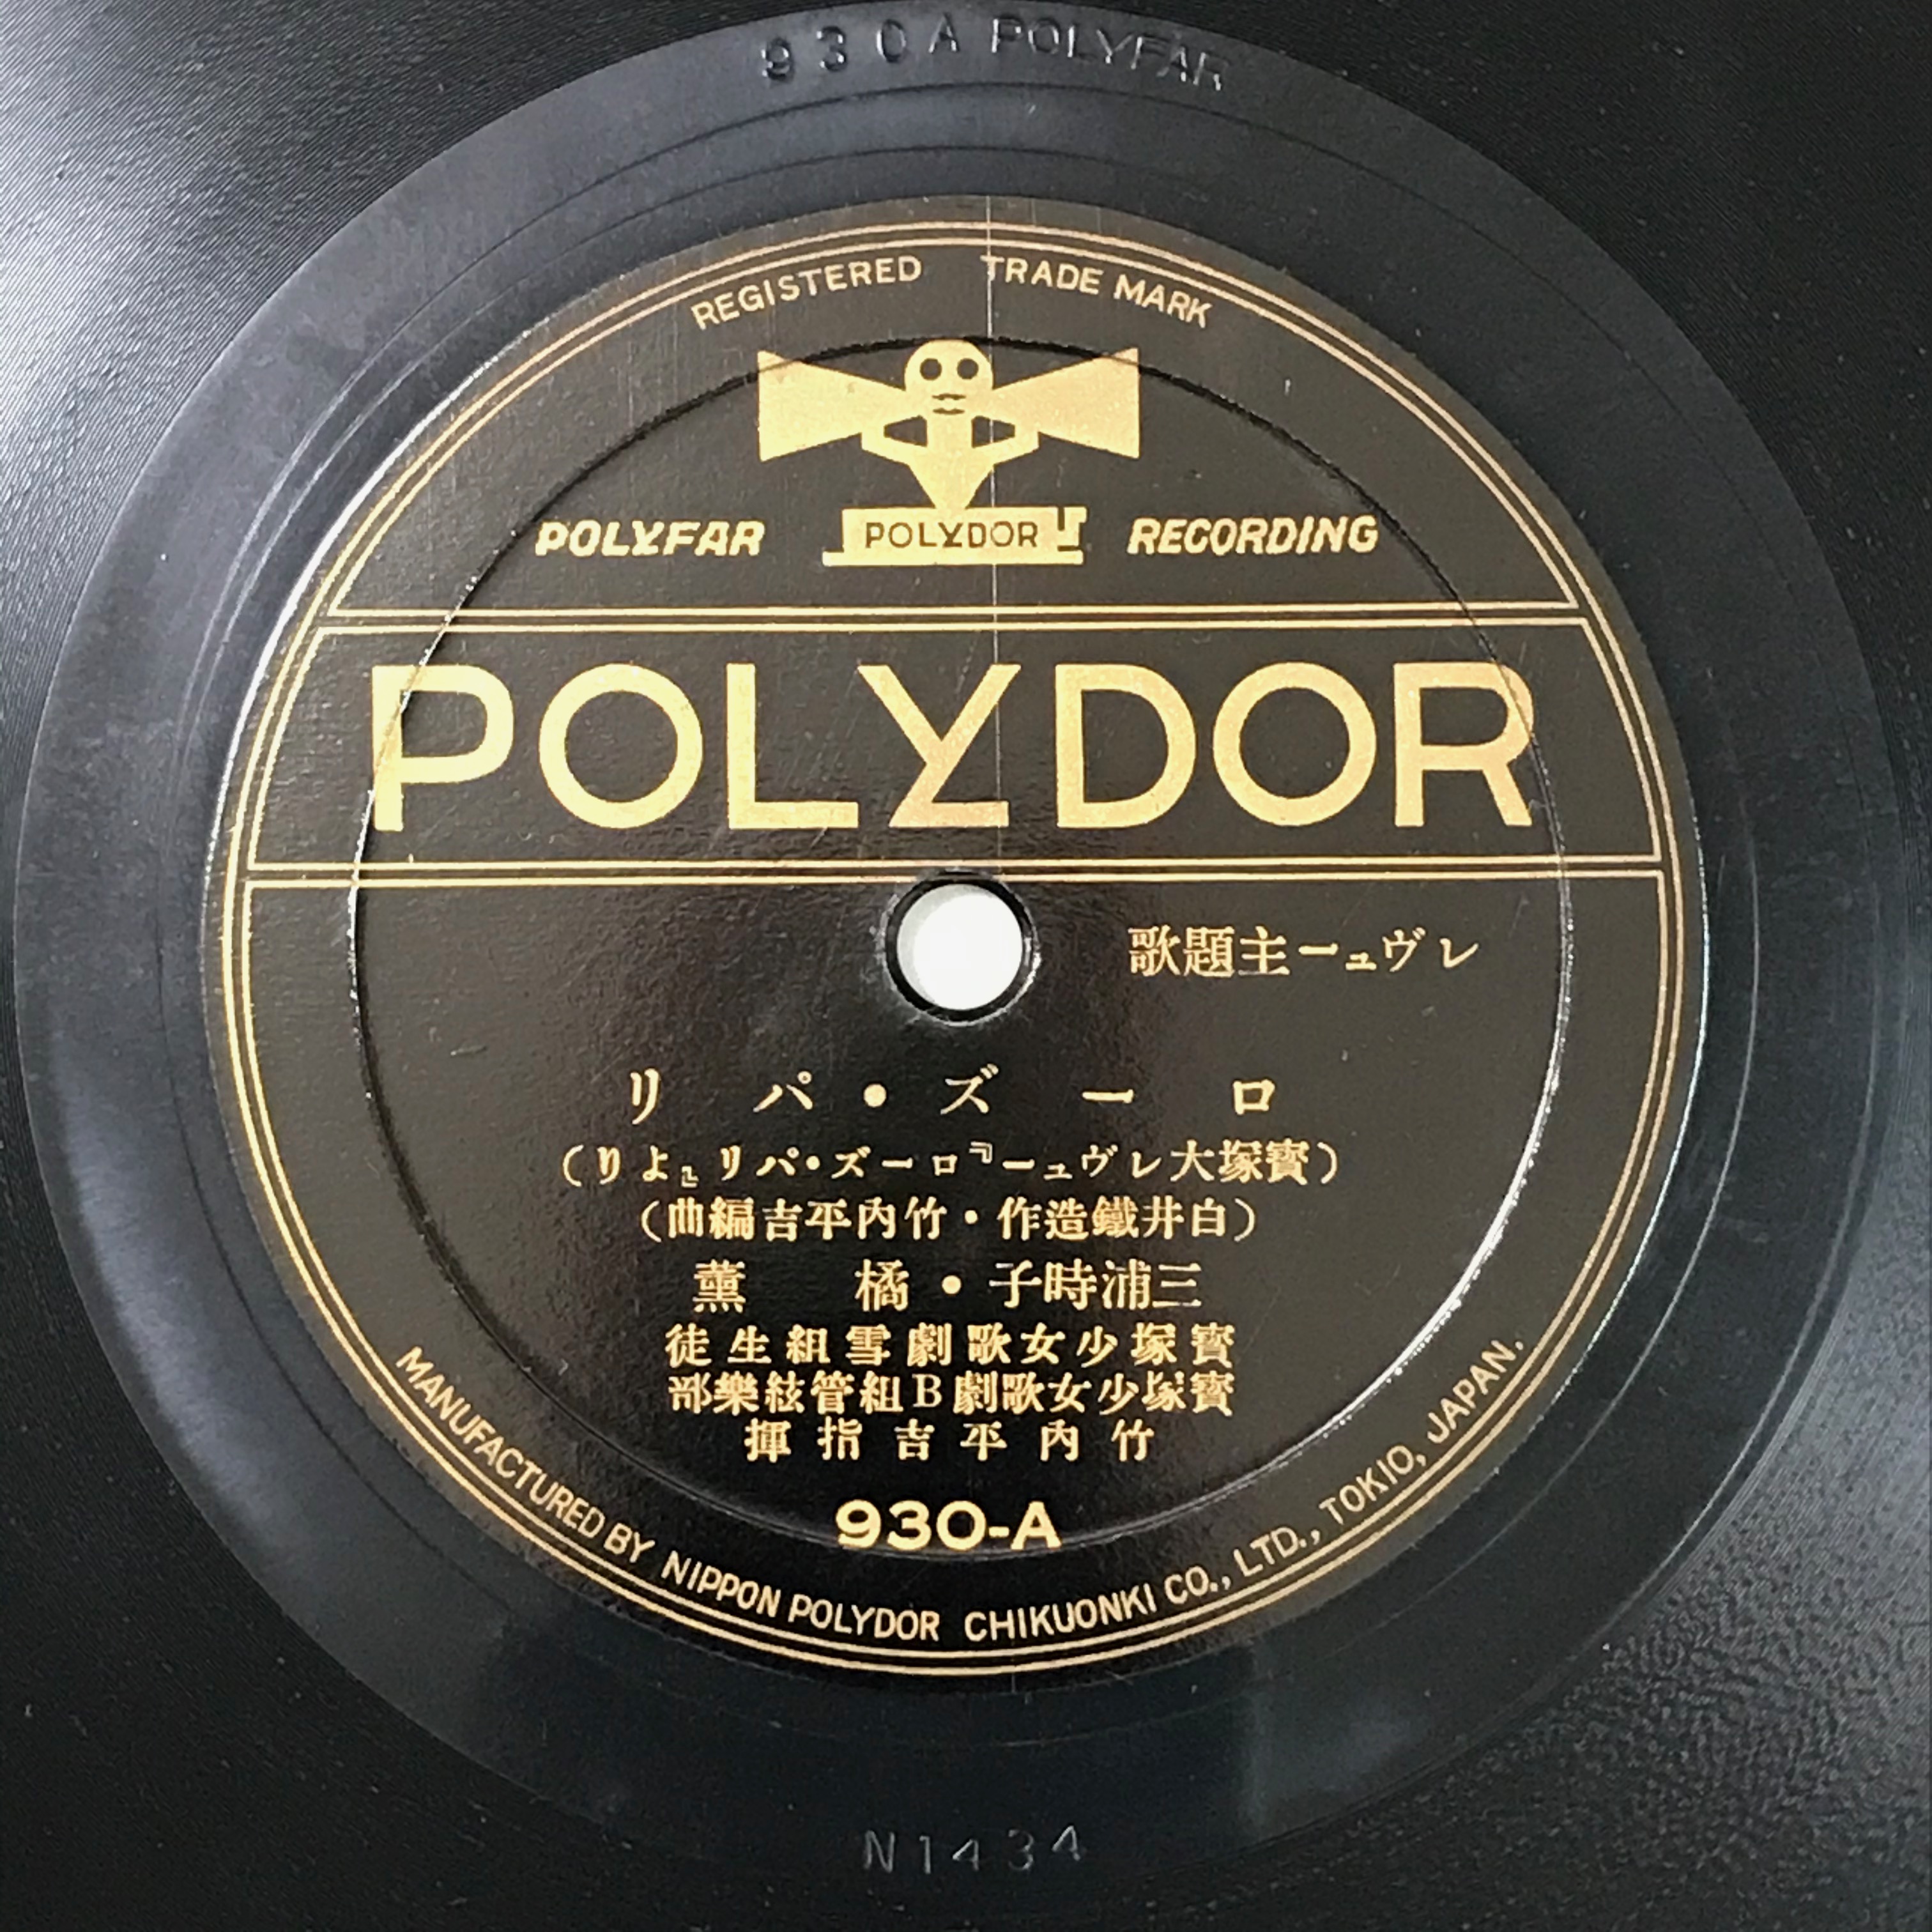 930A POLYFAR
REGISTERED TRADE MARK
POLYFAR POLYDOR RECORDING
POLYDOR
レヴュー主題歌
ローズ・パリ
(寳塚大レヴュー『ローズ・パリ』より)
(白井鐵造作・竹内平吉編曲)
三浦時子・橘 薫
寳塚少女歌劇雪組生徒
寳塚少女歌劇B組管絃樂部
竹内平吉指揮
930-A
MANUFACTURED BY NIPPON POLYDOR CHIKUONKI CO., LTD., TOKIO, JAPAN.
N1434